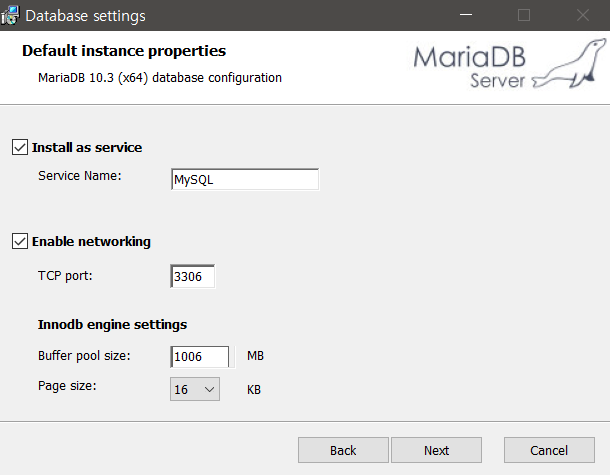 Database settings
Default instance properties
MariaDB 10.3 (x64) database configuration
MariaDB
Server
Install as service
Service Name: MySQL
Enable networking
TCP port: 3306
Innodb engine settings
Buffer pool size: 1006 MB
Page size: 16 KB
Back Next Cancel